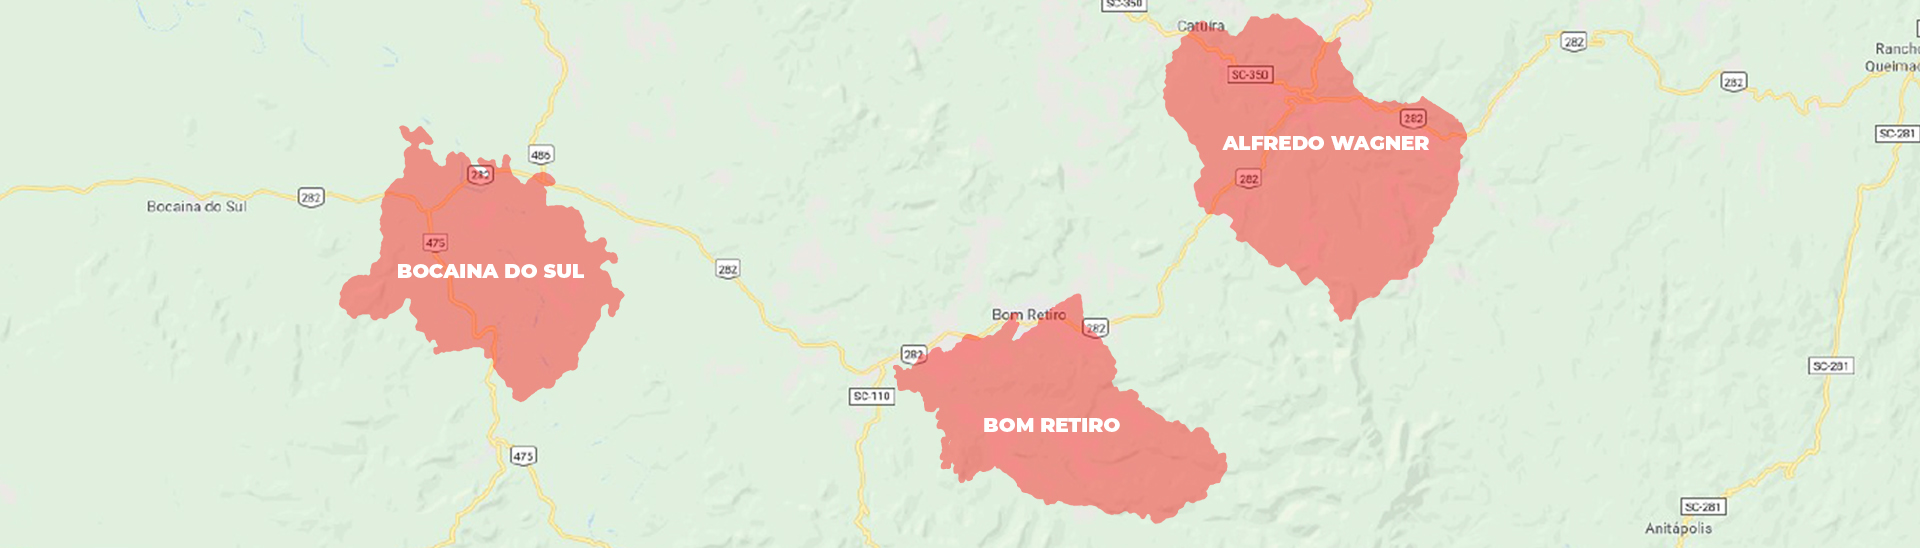 SC-350
Catuíra
282
282
Rancho
Queimad
SC-350
282
SC-281
ALFREDO WAGNER
486
282
282
282
Bocaina do Sul
475
BOCAINA DO SUL
282
Bom Retiro
282
282
SC-110
SC-281
BOM RETIRO
475
SC-281
Anitápolis